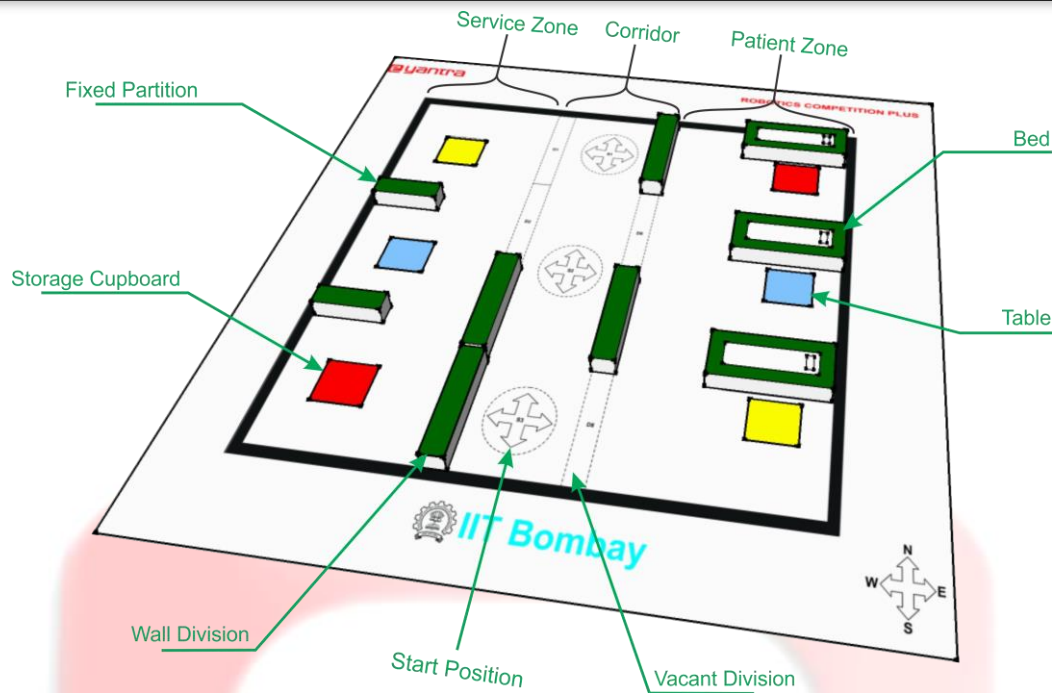 Service Zone
Corridor
Patient Zone
yantra
ROBOTICS COMPETITION PLUS
Fixed Partition
Bed
Storage Cupboard
Table
IIT Bombay
N
W
E
S
Wall Division
Start Position
Vacant Division